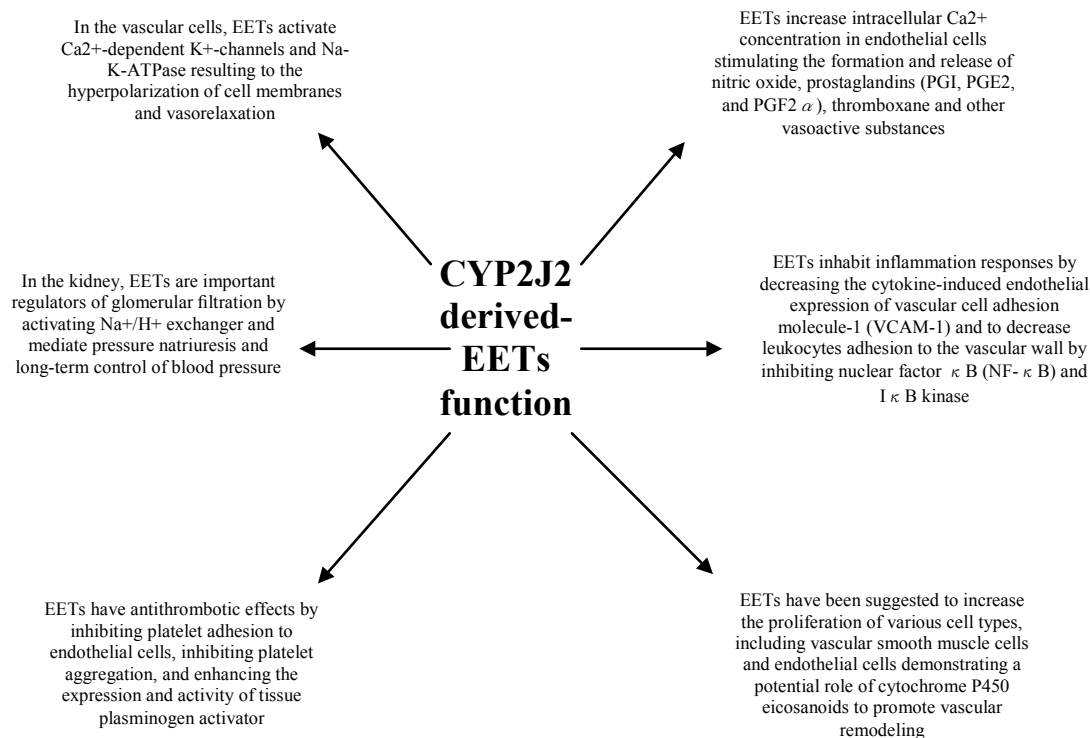 In the vascular cells, EETs activate
Ca2+-dependent K+-channels and Na-
K-ATPase resulting to the
hyperpolarization of cell membranes
and vasorelaxation
EETs increase intracellular Ca2+
concentration in endothelial cells
stimulating the formation and release of
nitric oxide, prostaglandins (PGI, PGE2,
and PGF2 α), thromboxane and other
vasoactive substances
In the kidney, EETs are important
regulators of glomerular filtration by
activating Na+/H+ exchanger and
mediate pressure natriuresis and
long-term control of blood pressure
CYP2J2
derived-
EETs
function
EETs inhabit inflammation responses by
decreasing the cytokine-induced endothelial
expression of vascular cell adhesion
molecule-1 (VCAM-1) and to decrease
leukocytes adhesion to the vascular wall by
inhibiting nuclear factor κ B (NF- κ B) and
I κ B kinase
EETs have antithrombotic effects by
inhibiting platelet adhesion to
endothelial cells, inhibiting platelet
aggregation, and enhancing the
expression and activity of tissue
plasminogen activator
EETs have been suggested to increase
the proliferation of various cell types,
including vascular smooth muscle cells
and endothelial cells demonstrating a
potential role of cytochrome P450
eicosanoids to promote vascular
remodeling